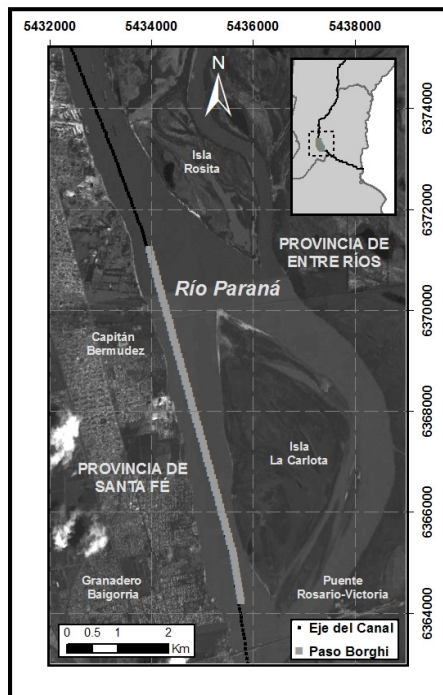 5432000 5434000 5436000 5438000
N
6374000
Isla
Rosita
6372000
PROVINCIA DE
ENTRE RÍOS
Río Paraná
6370000
Capitán
Bermudez
6368000
Isla
La Carlota
PROVINCIA DE
SANTA FÉ
6366000
Granadero
Baigorria
Puente
Rosario-Victoria
6364000
0 0.5 1 2
Km
Eje del Canal
Paso Borghi